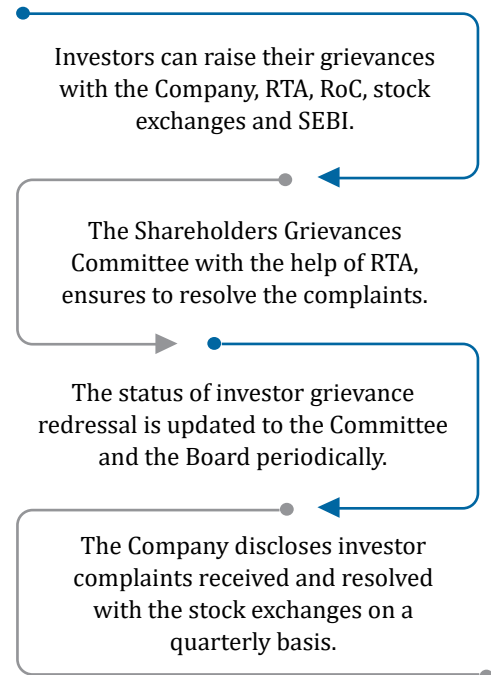 Investors can raise their grievances
with the Company, RTA, RoC, stock
exchanges and SEBI.
The Shareholders Grievances
Committee with the help of RTA,
ensures to resolve the complaints.
The status of investor grievance
redressal is updated to the Committee
and the Board periodically.
The Company discloses investor
complaints received and resolved
with the stock exchanges on a
quarterly basis.